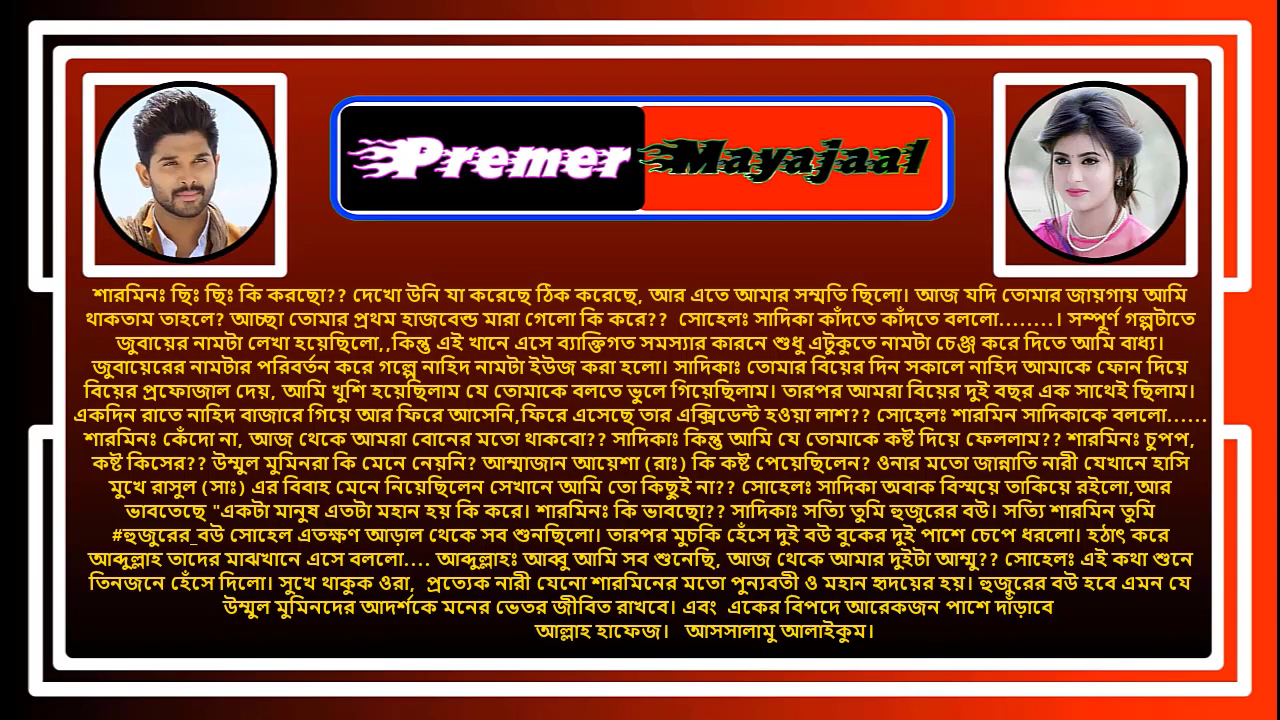 Premer Mayajaal
শারমিনঃ ছিঃ ছিঃ কি করছো?? দেখো উনি যা করেছে ঠিক করেছে, আর এতে আমার সম্মতি ছিলো। আজ যদি তোমার জায়গায় আমি
থাকতাম তাহলে? আচ্ছা তোমার প্রথম হাজবেন্ড মারা গেলো কি করে?? সোহেলঃ সাদিকা কাঁদতে কাঁদতে বললো........। সম্পুর্ণ গল্পটাতে
জুবায়ের নামটা লেখা হয়েছিলো,,কিন্তু এই খানে এসে ব্যাক্তিগত সমস্যার কারনে শুধু এটুকুতে নামটা চেঞ্জ করে দিতে আমি বাধ্য।
জুবায়েরের নামটার পরিবর্তন করে গল্পে নাহিদ নামটা ইউজ করা হলো। সাদিকাঃ তোমার বিয়ের দিন সকালে নাহিদ আমাকে ফোন দিয়ে
বিয়ের প্রফোজাল দেয়, আমি খুশি হয়েছিলাম যে তোমাকে বলতে ভুলে গিয়েছিলাম। তারপর আমরা বিয়ের দুই বছর এক সাথেই ছিলাম।
একদিন রাতে নাহিদ বাজারে গিয়ে আর ফিরে আসেনি,ফিরে এসেছে তার এক্সিডেন্ট হওয়া লাশ?? সোহেলঃ শারমিন সাদিকাকে বললো......
শারমিনঃ কেঁদো না, আজ থেকে আমরা বোনের মতো থাকবো?? সাদিকাঃ কিন্তু আমি যে তোমাকে কষ্ট দিয়ে ফেললাম?? শারমিনঃ চুপপ,
কষ্ট কিসের?? উম্মুল মুমিনরা কি মেনে নেয়নি? আম্মাজান আয়েশা (রাঃ) কি কষ্ট পেয়েছিলেন? ওনার মতো জান্নাতি নারী যেখানে হাসি
মুখে রাসুল (সাঃ) এর বিবাহ মেনে নিয়েছিলেন সেখানে আমি তো কিছুই না?? সোহেলঃ সাদিকা অবাক বিস্ময়ে তাকিয়ে রইলো,আর
ভাবতেছে "একটা মানুষ এতটা মহান হয় কি করে। শারমিনঃ কি ভাবছো?? সাদিকাঃ সত্যি তুমি হুজুরের বউ। সত্যি শারমিন তুমি
#হুজুরের_বউ সোহেল এতক্ষণ আড়াল থেকে সব শুনছিলো। তারপর মুচকি হেঁসে দুই বউ বুকের দুই পাশে চেপে ধরলো। হঠাৎ করে
আব্দুল্লাহ তাদের মাঝখানে এসে বললো.... আব্দুল্লাহঃ আব্বু আমি সব শুনেছি, আজ থেকে আমার দুইটা আম্মু?? সোহেলঃ এই কথা শুনে
তিনজনে হেঁসে দিলো। সুখে থাকুক ওরা, প্রত্যেক নারী যেনো শারমিনের মতো পুন্যবতী ও মহান হৃদয়ের হয়। হুজুরের বউ হবে এমন যে
উম্মুল মুমিনদের আদর্শকে মনের ভেতর জীবিত রাখবে। এবং একের বিপদে আরেকজন পাশে দাঁড়াবে
আল্লাহ হাফেজ। আসসালামু আলাইকুম।